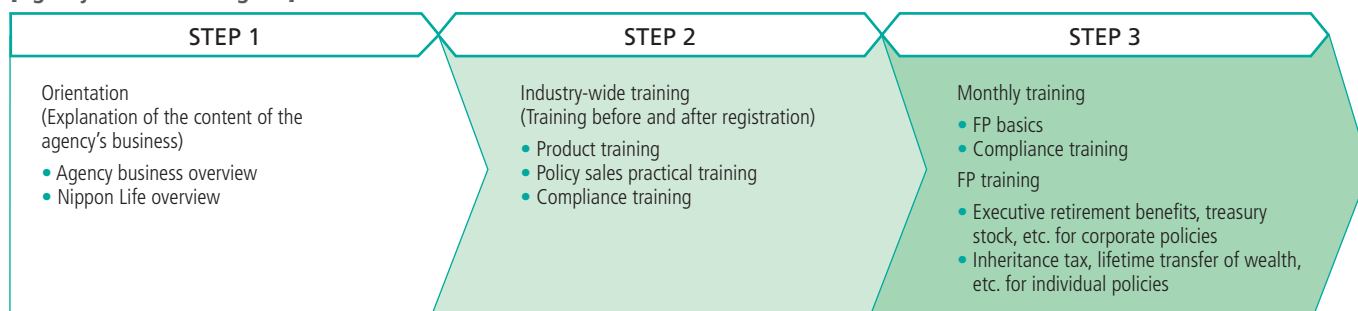 STEP 1
Orientation
(Explanation of the content of the
agency's business)
• Agency business overview
• Nippon Life overview
STEP 2
Industry-wide training
(Training before and after registration)
• Product training
• Policy sales practical training
• Compliance training
STEP 3
Monthly training
• FP basics
• Compliance training
FP training
• Executive retirement benefits, treasury
stock, etc. for corporate policies
• Inheritance tax, lifetime transfer of wealth,
etc. for individual policies